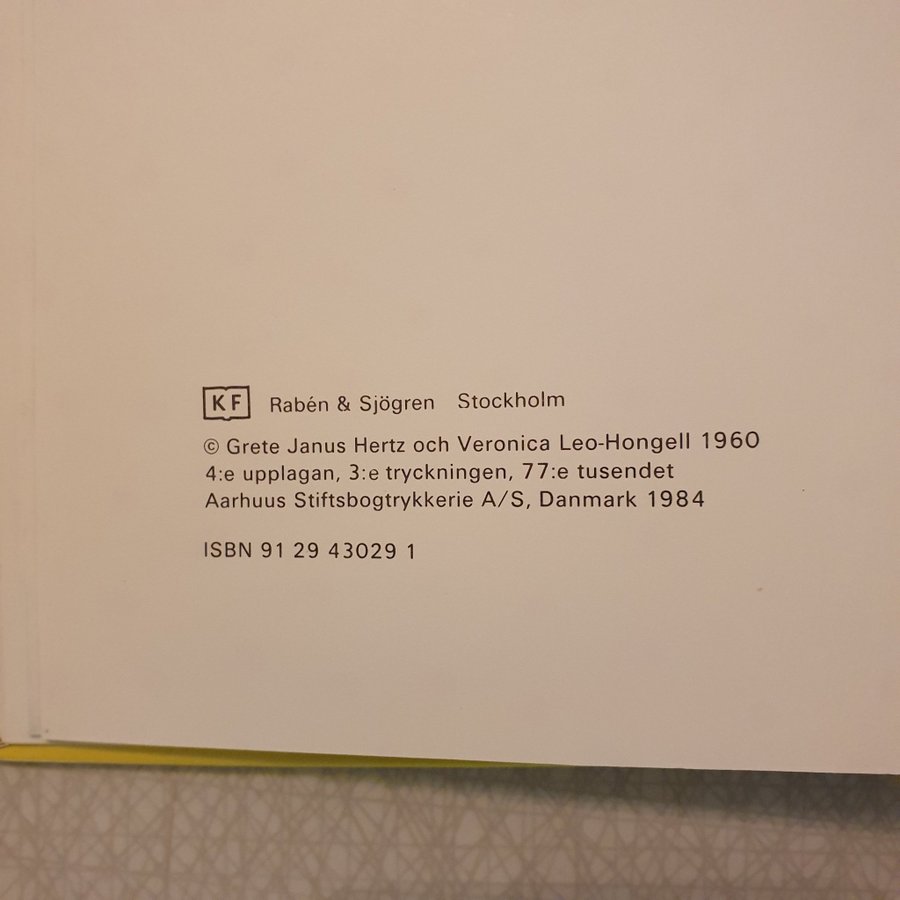 KF Rabén & Sjögren Stockholm
© Grete Janus Hertz och Veronica Leo-Hongell 1960
4:e upplagan, 3:e tryckningen, 77:e tusendet
Aarhuus Stiftsbogtrykkerie A/S, Danmark 1984
ISBN 91 29 43029 1